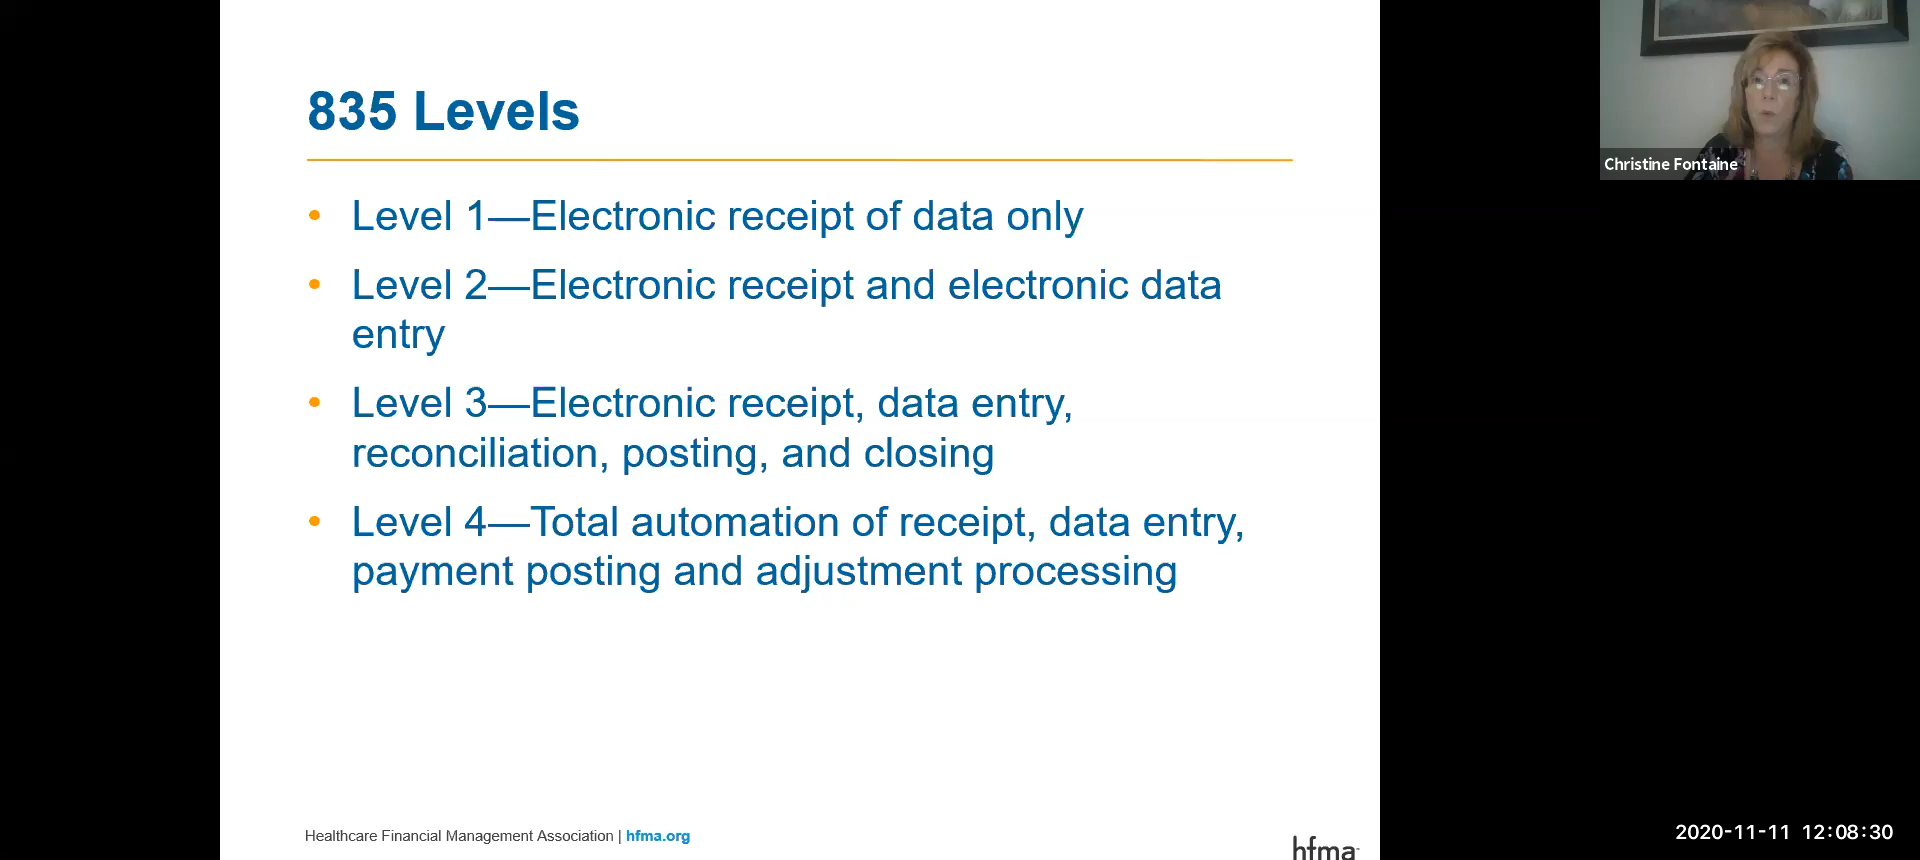 835 Levels
• Level 1—Electronic receipt of data only
• Level 2—Electronic receipt and electronic data
entry
• Level 3—Electronic receipt, data entry,
reconciliation, posting, and closing
• Level 4—Total automation of receipt, data entry,
payment posting and adjustment processing
Healthcare Financial Management Association | hfma.org
hfma
Christine Fontaine
2020-11-11 12:08:30